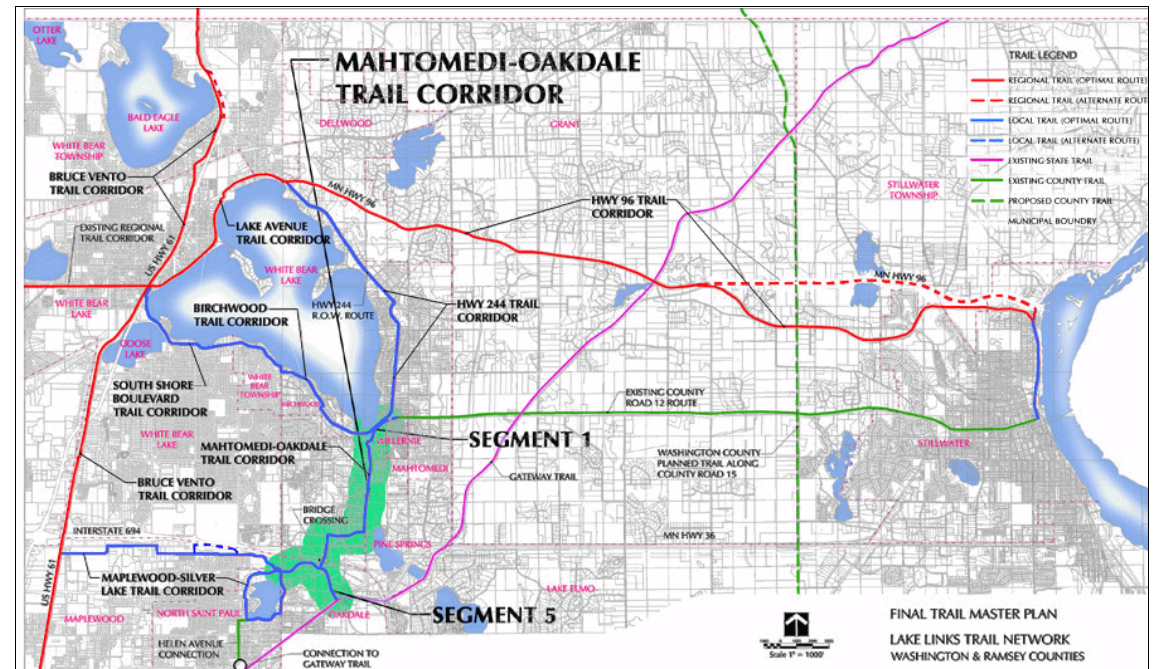 OTTER
LAKE
MAHTOMEDI-OAKDALE
TRAIL CORRIDOR
BALD EAGLE
LAKE
DELLWOOD
GRANT
WHITE BEAR
TOWNSHIP
BRUCE VENTO
TRAIL CORRIDOR
MN HWY 96
HWY 96 TRAIL
CORRIDOR
STILLWATER
TOWNSHIP
EXISTING REGIONAL
TRAIL CORRIDOR
LAKE AVENUE
TRAIL CORRIDOR
US HWY 61
WHITE BEAR
LAKE
MN HWY 96
WHITE BEAR
LAKE
BIRCHWOOD
TRAIL CORRIDOR
HWY 244
R.O.W. ROUTE
HWY 244 TRAIL
CORRIDOR
GOOSE
LAKE
SOUTH SHORE
BOULEVARD
TRAIL CORRIDOR
WHITE
BEAR
TOWNSHIP
BIRCHWOOD
EXISTING COUNTY
ROAD 12 ROUTE
WHITE BEAR
LAKE
MAHTOMEDI-OAKDALE
TRAIL CORRIDOR
WILLERNIE
SEGMENT 1
STILLWATER
MAHTOMEDI
WASHINGTON COUNTY
PLANNED TRAIL ALONG
COUNTY ROAD 15
GATEWAY TRAIL
BRUCE VENTO
TRAIL CORRIDOR
BRIDGE
CROSSING
INTERSTATE 694
PINE SPRINGS
MN HWY 36
US HWY 61
MAPLEWOOD-SILVER
LAKE TRAIL CORRIDOR
LAKE ELMO
MAPLEWOOD
NORTH SAINT PAUL
OAKDALE
SEGMENT 5
HELEN AVENUE
CONNECTION
CONNECTION TO
GATEWAY TRAIL
TRAIL LEGEND
REGIONAL TRAIL (OPTIMAL ROUTE)
REGIONAL TRAIL (ALTERNATE ROUT
LOCAL TRAIL (OPTIMAL ROUTE)
LOCAL TRAIL (ALTERNATE ROUTE)
EXISTING STATE TRAIL
EXISTING COUNTY TRAIL
PROPOSED COUNTY TRAIL
MUNICIPAL BOUNDRY
Scale 1" = 1000'
FINAL TRAIL MASTER PLAN
LAKE LINKS TRAIL NETWORK
WASHINGTON & RAMSEY COUNTIES